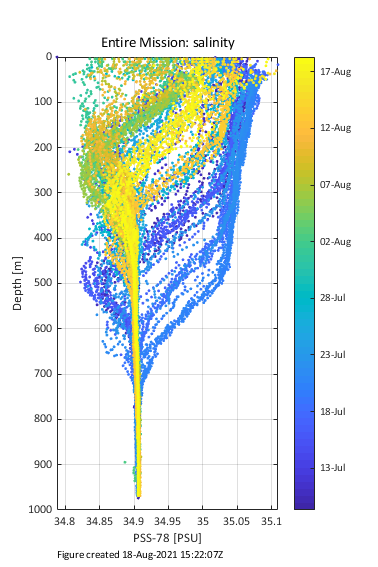 Entire Mission: salinity
0
100
200
300
400
500
600
700
800
900
1000
Depth [m]
34.8 34.85 34.9 34.95 35 35.05 35.1
PSS-78 [PSU]
17-Aug
12-Aug
07-Aug
02-Aug
28-Jul
23-Jul
18-Jul
13-Jul
Figure created 18-Aug-2021 15:22:07Z